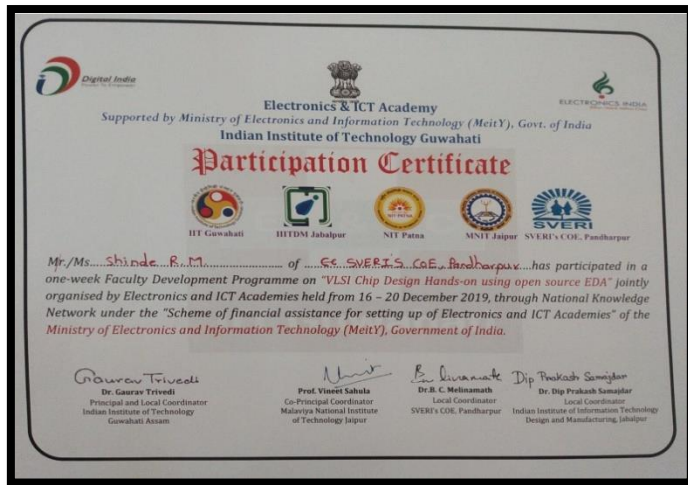 Digital India
Power To Empower
ELECTRONICS INDIA
Electronics & ICT Academy
Supported by Ministry of Electronics and Information Technology (MeitY), Govt. of India
Indian Institute of Technology Guwahati
Participation Certificate
IIT Guwahati
IIITDM Jabalpur
NIT PATNA
NIT Patna
MNIT Jaipur
SVERI
SVERI's COE, Pandharpur
Mr./Ms. Shinde R. M. of SVERI'S COE, Pandharpur has participated in a
one-week Faculty Development Programme on "VLSI Chip Design Hands-on using open source EDA" jointly
organised by Electronics and ICT Academies held from 16 – 20 December 2019, through National Knowledge
Network under the "Scheme of financial assistance for setting up of Electronics and ICT Academies" of the
Ministry of Electronics and Information Technology (MeitY), Government of India.
Gaurav Trivedi
Dr. Gaurav Trivedi
Principal and Local Coordinator
Indian Institute of Technology
Guwahati Assam
Prof. Vineet Sahula
Co-Principal Coordinator
Malaviya National Institute
of Technology Jaipur
Dr.B. C. Melinamath
Local Coordinator
SVERI's COE, Pandharpur
Dip Prakash Samajdar
Dr. Dip Prakash Samajdar
Local Coordinator
Indian Institute of Information Technology
Design and Manufacturing, Jabalpur